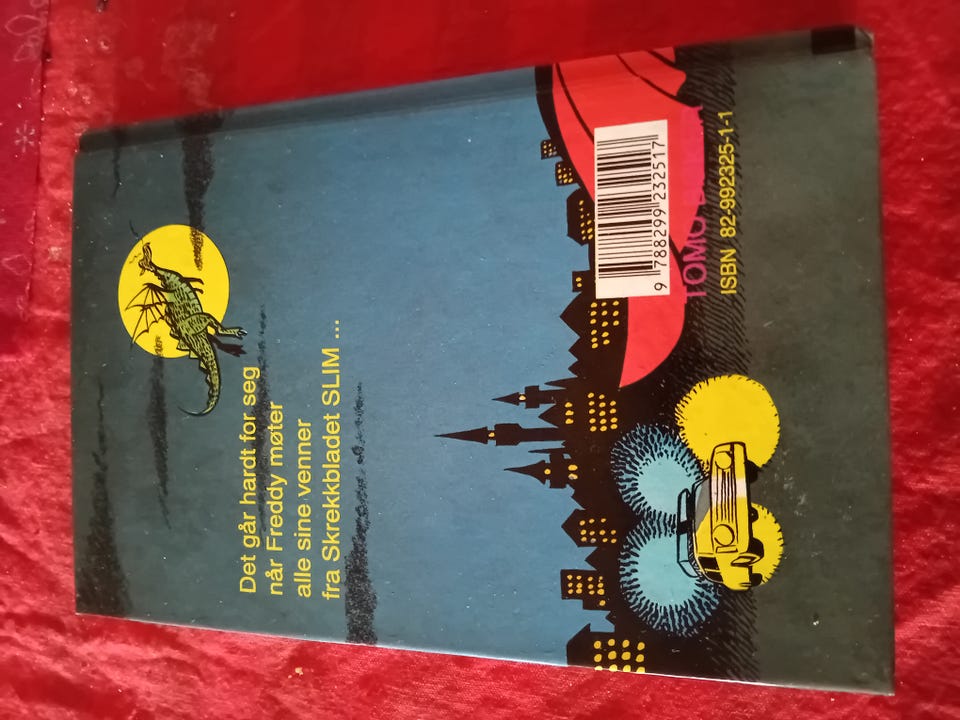 Det går hardt for seg
når Freddy møter
alle sine venner
fra Skrekkbladet SLIM ...
9 788299 232517
ISBN 82-992325-1-1